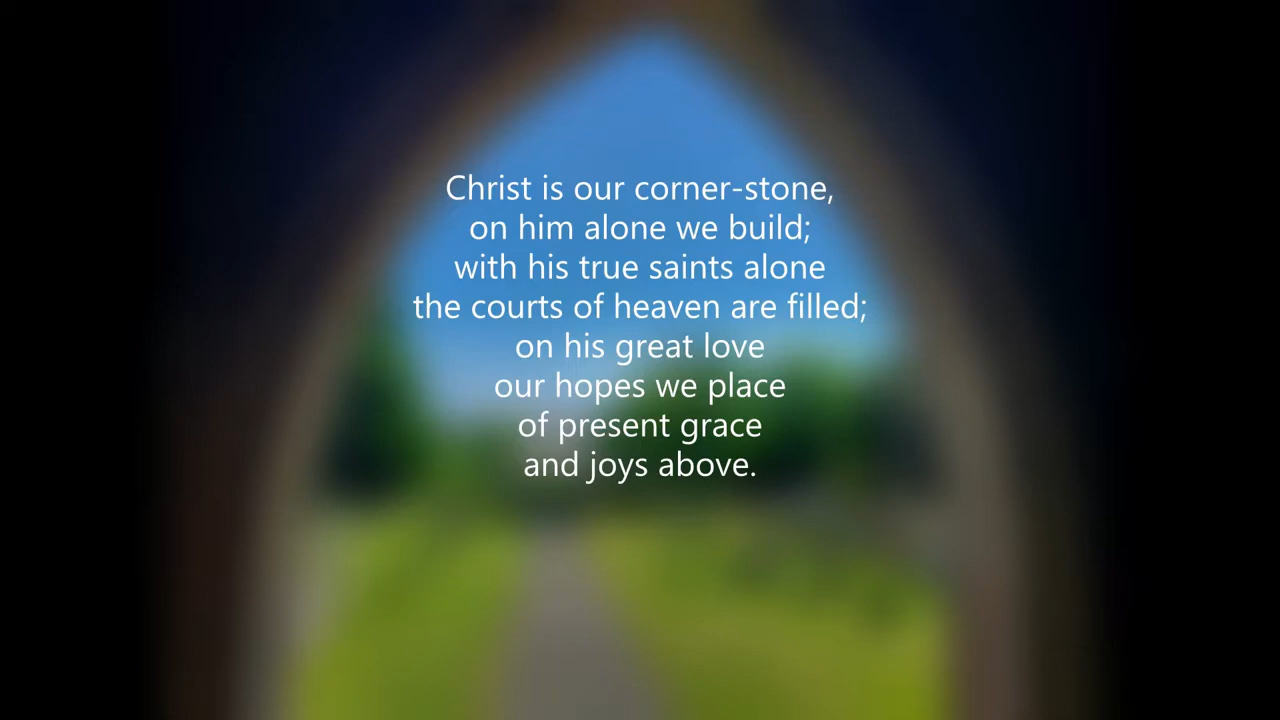 Christ is our corner-stone,
on him alone we build;
with his true saints alone
the courts of heaven are filled;
on his great love
our hopes we place
of present grace
and joys above.